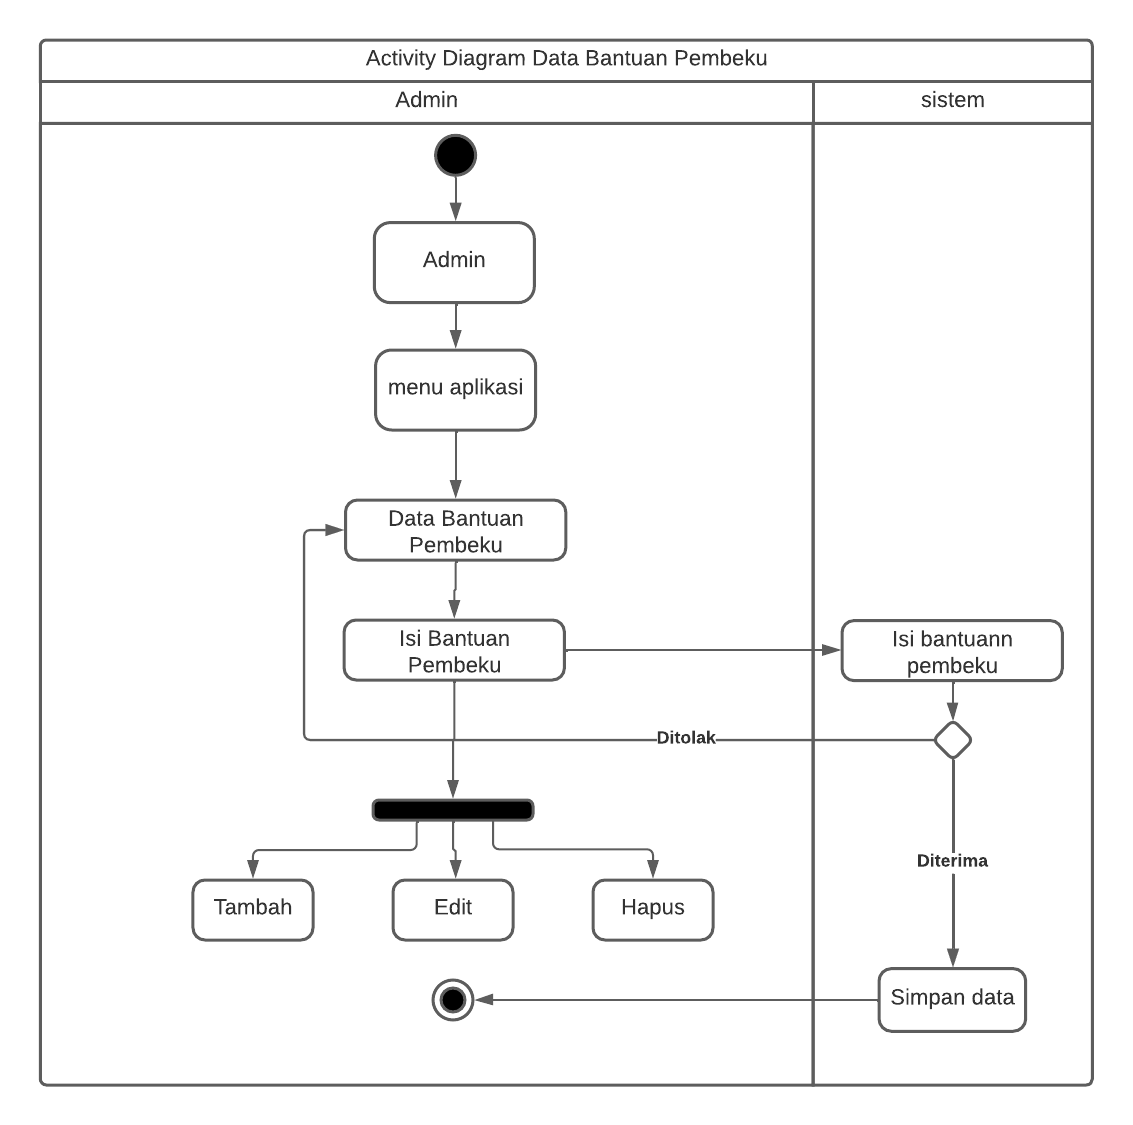 Activity Diagram Data Bantuan Pembeku
Admin
sistem
Admin
menu aplikasi
Data Bantuan
Pembeku
Isi Bantuan
Pembeku
Isi bantuann
pembeku
Ditolak
Diterima
Tambah
Edit
Hapus
Simpan data